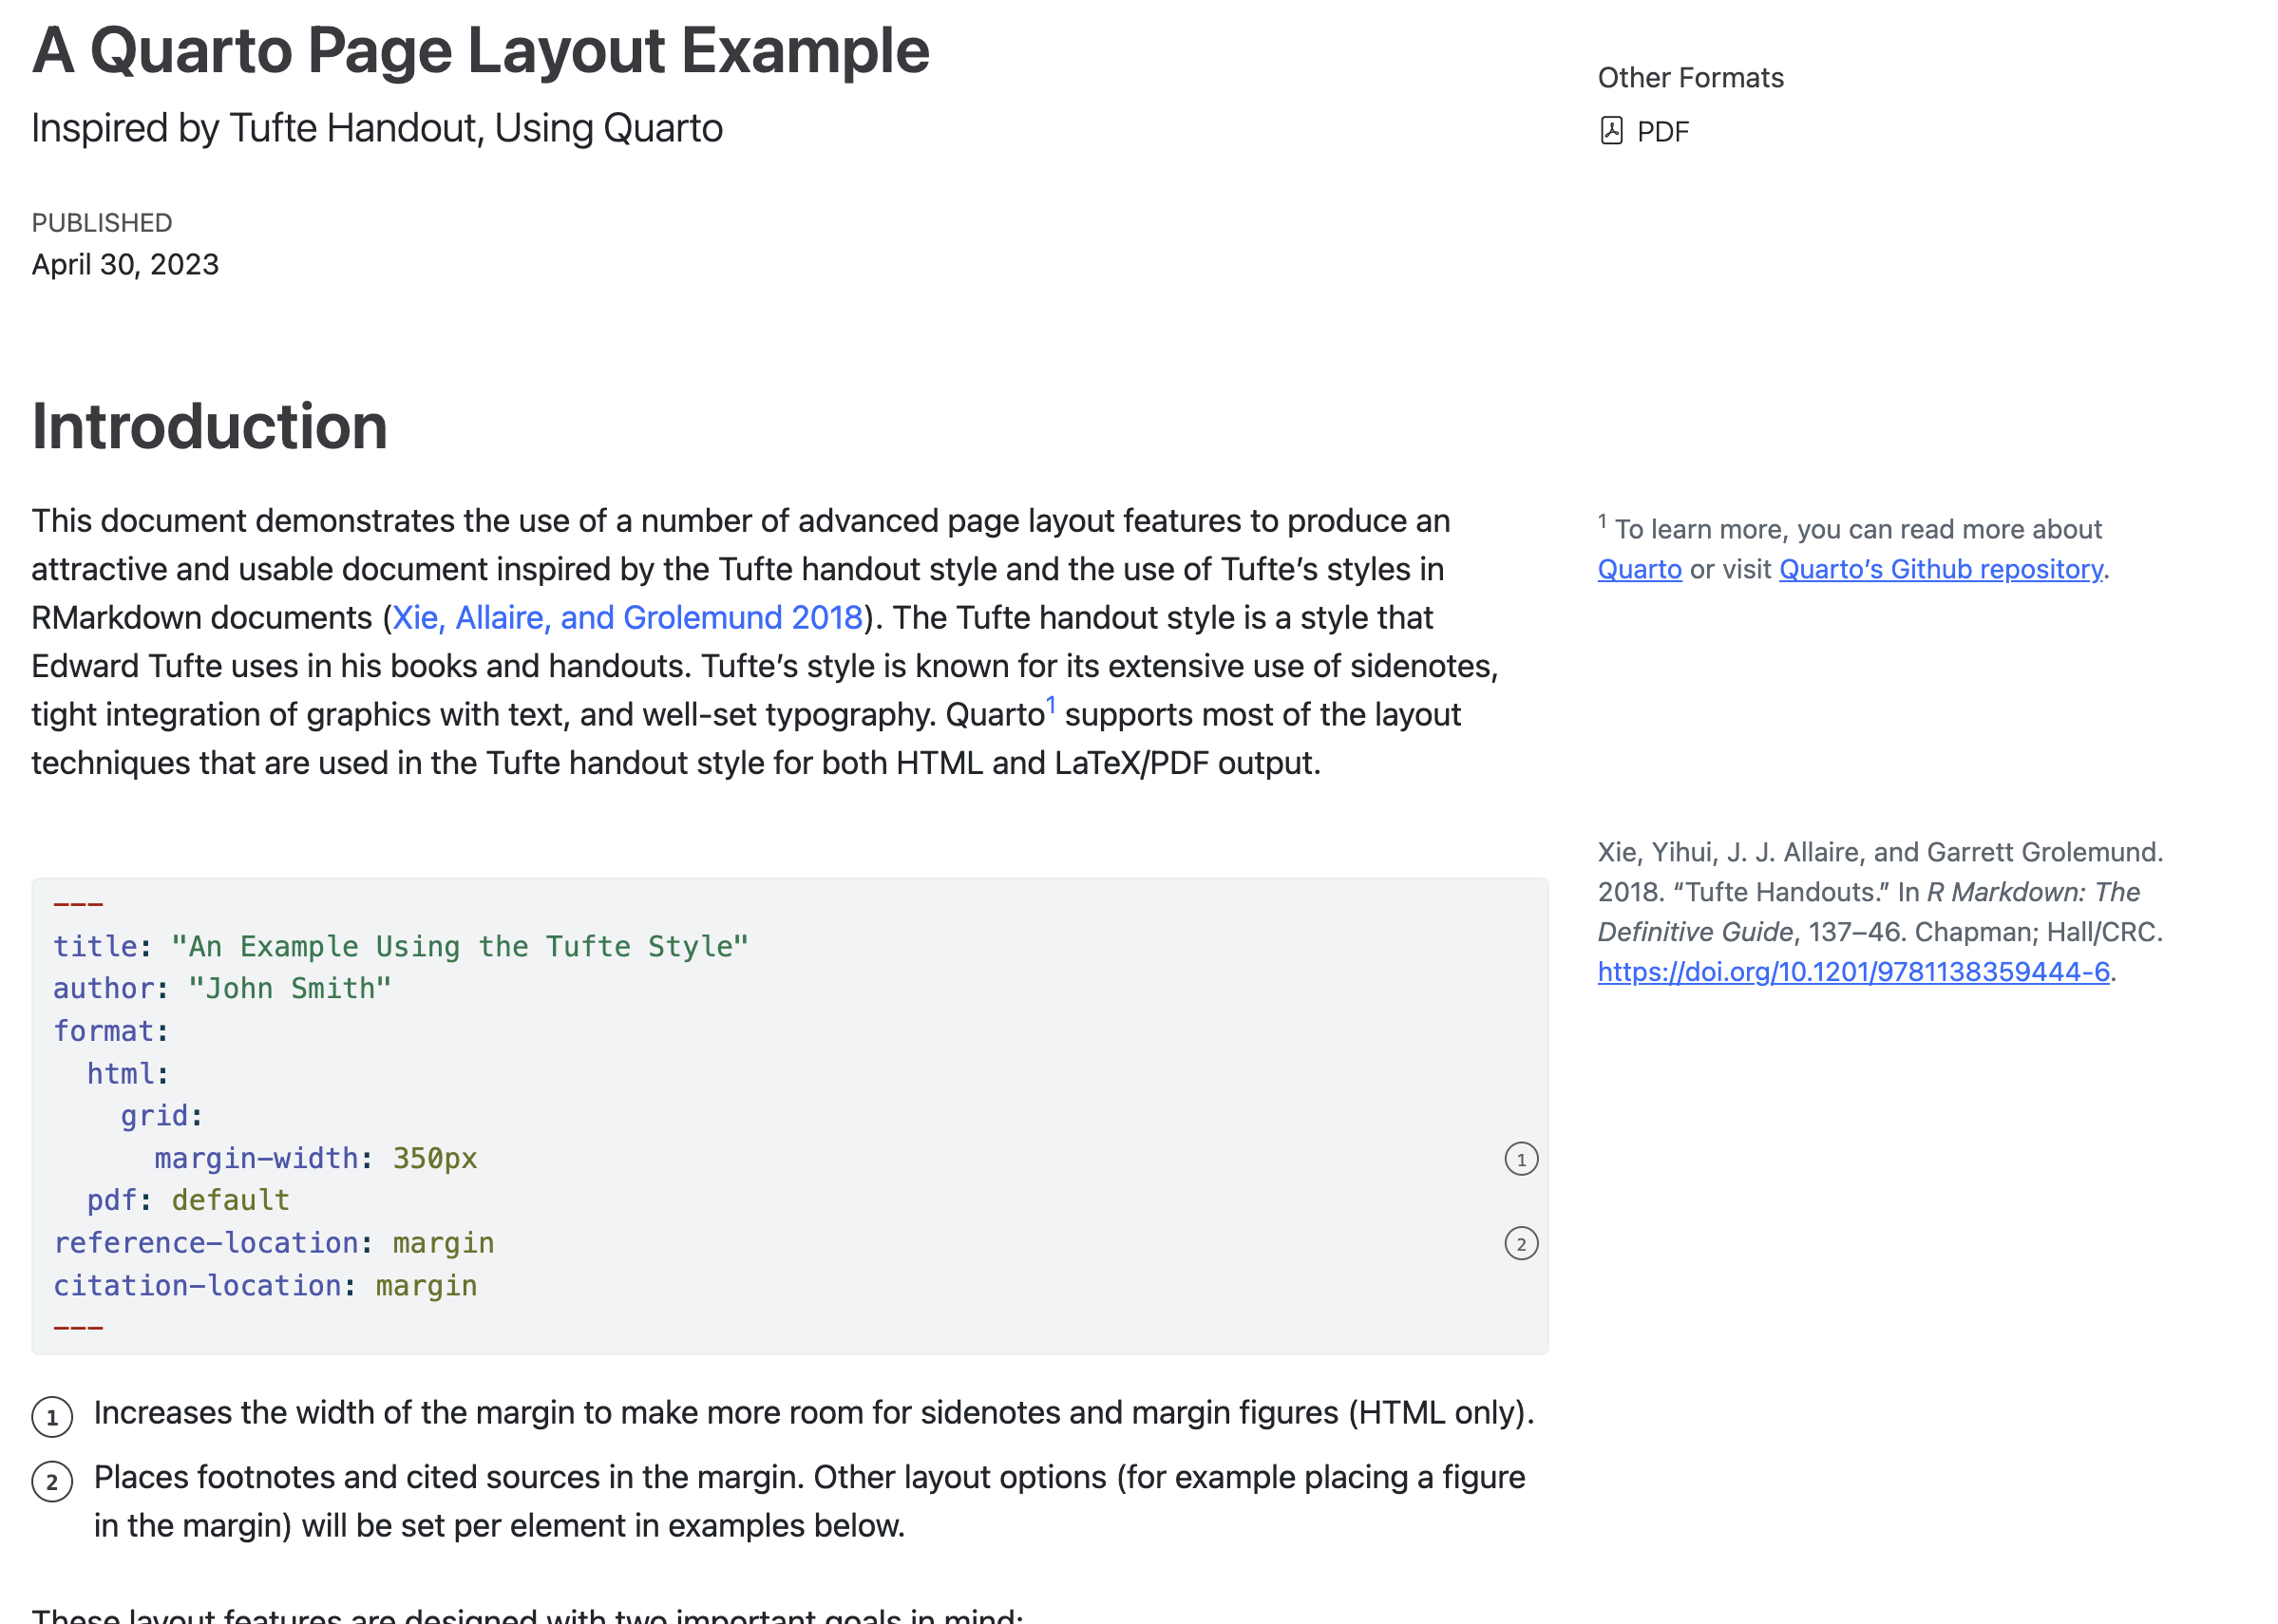 A Quarto Page Layout Example
Inspired by Tufte Handout, Using Quarto
PUBLISHED
April 30, 2023
Other Formats
PDF
Introduction
This document demonstrates the use of a number of advanced page layout features to produce an
attractive and usable document inspired by the Tufte handout style and the use of Tufte’s styles in
RMarkdown documents (Xie, Allaire, and Grolemund 2018). The Tufte handout style is a style that
Edward Tufte uses in his books and handouts. Tufte’s style is known for its extensive use of sidenotes,
tight integration of graphics with text, and well-set typography. Quarto¹ supports most of the layout
techniques that are used in the Tufte handout style for both HTML and LaTeX/PDF output.
¹ To learn more, you can read more about
Quarto or visit Quarto’s Github repository.
Xie, Yihui, J. J. Allaire, and Garrett Grolemund.
2018. “Tufte Handouts.” In R Markdown: The
Definitive Guide, 137–46. Chapman; Hall/CRC.
https://doi.org/10.1201/9781138359444-6.
---
title: "An Example Using the Tufte Style"
author: "John Smith"
format:
  html:
    grid:
      margin-width: 350px ①
  pdf: default
reference-location: margin ②
citation-location: margin
---
① Increases the width of the margin to make more room for sidenotes and margin figures (HTML only).
② Places footnotes and cited sources in the margin. Other layout options (for example placing a figure
in the margin) will be set per element in examples below.
These layout features are designed with two important goals in mind: